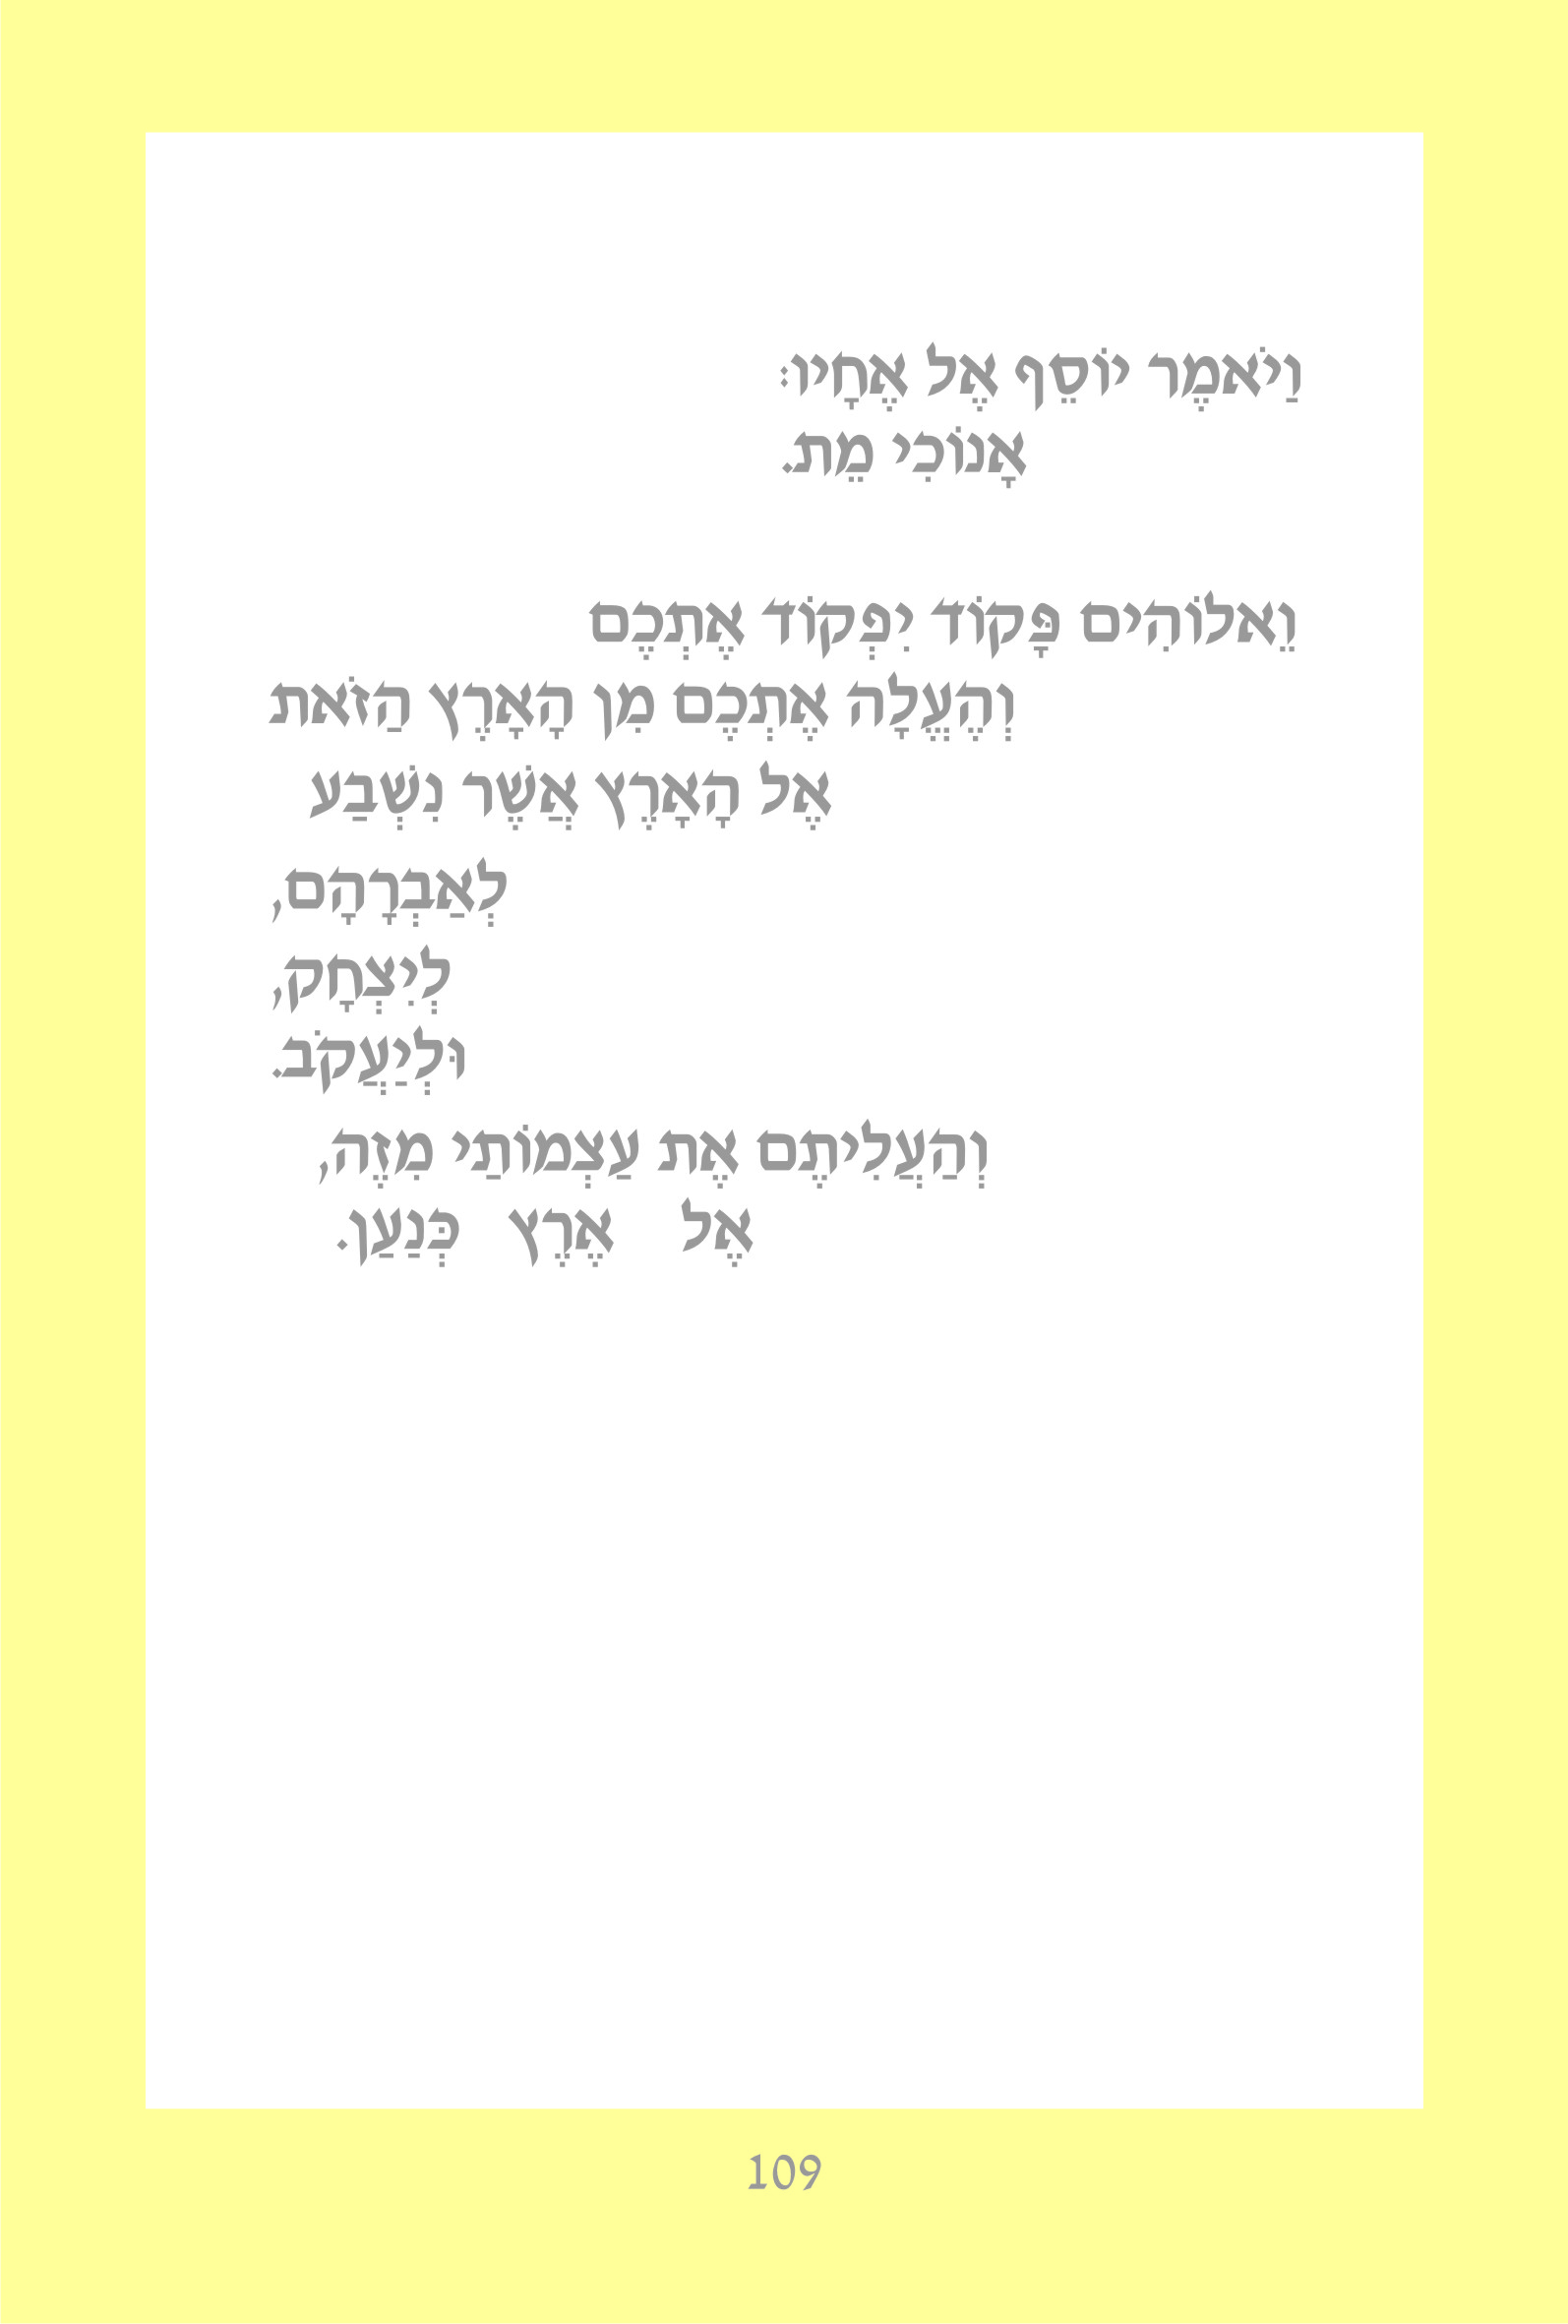 וַיֹּאמֶר יוֹסֵף אֶל אֶחָיו:
אָנוֹכִי מֵת.
וֵאלוֹהִים פָּקוֹד יִפְקוֹד אֶתְכֶם
וְהֶעֱלָה אֶתְכֶם מִן הָאָרֶץ הַזֹּאת
אֶל הָאָרֶץ אֲשֶׁר נִשְׁבַּע
לְאַבְרָהָם,
לְיִצְחָק,
וּלְיַעֲקֹב.
וְהַעֲלִיתֶם אֶת עַצְמוֹתַי מִזֶּה,
אֶל אֶרֶץ כְּנַעַן.
109